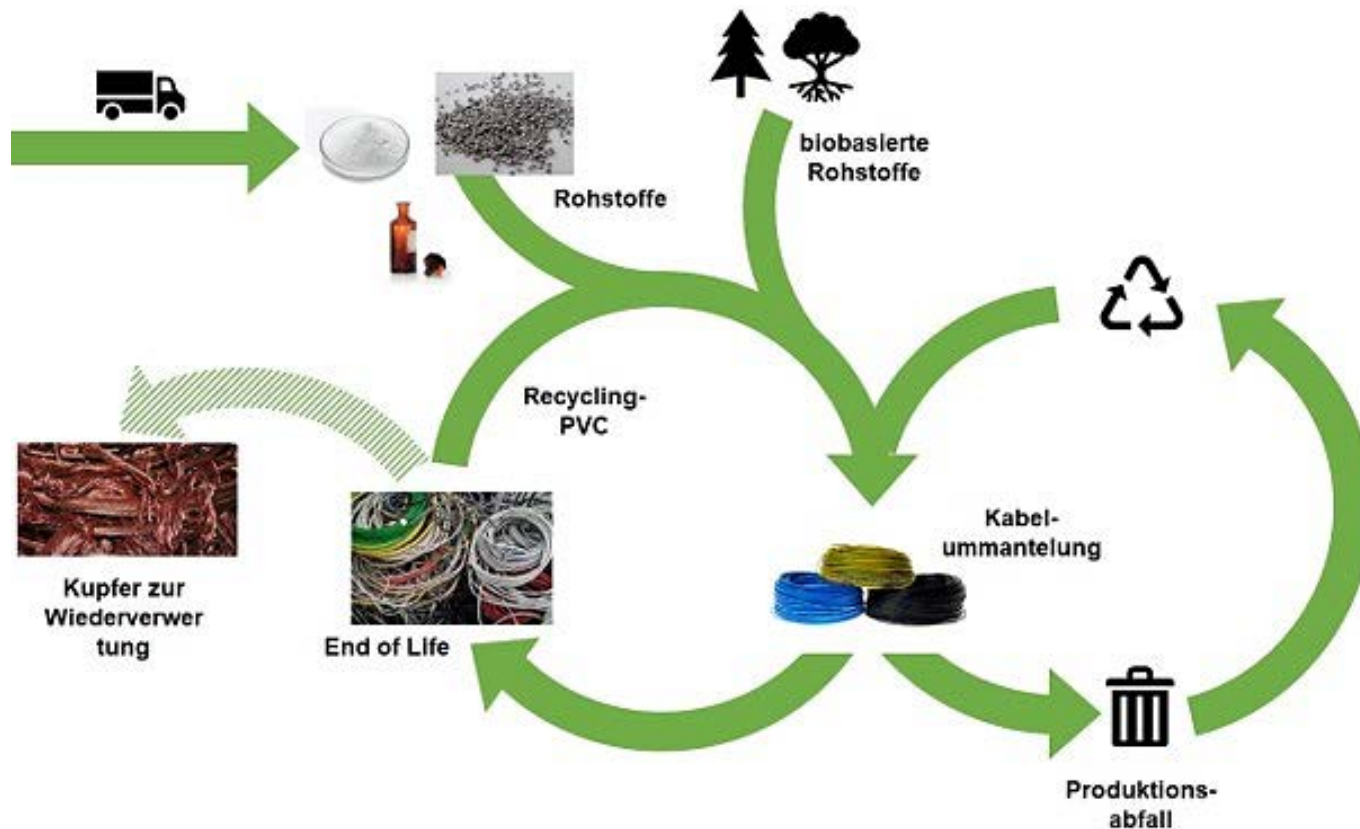 biobasierte
Rohstoffe
Rohstoffe
Recycling-
PVC
Kabel-
ummantelung
Kupfer zur
Wiederverwer
tung
End of Life
Produktions-
abfall